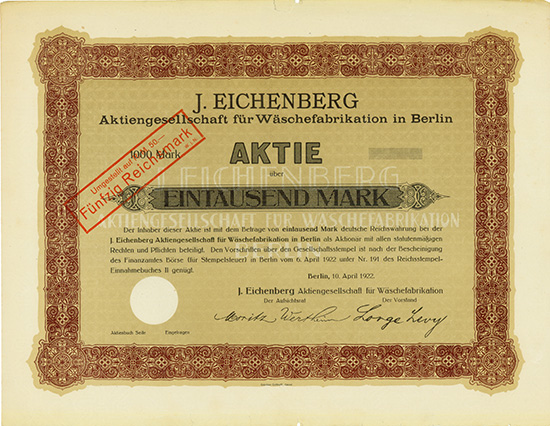 J. EICHENBERG
Aktiengesellschaft für Wäschefabrikation in Berlin
Umgestellt auf RM 50.—
Fünfzig Reichsmark
1000 Mark
AKTIE
über
EINTAUSEND MARK
EICHENBERG
AKTIENGESELLSCHAFT FÜR WÄSCHEFABRIKATION
BERLIN
Der Inhaber dieser Aktie ist mit dem Betrage von eintausend Mark deutsche Reichswährung bei der
J. Eichenberg Aktiengesellschaft für Wäschefabrikation in Berlin als Aktionär mit allen statutenmäßigen
Rechten und Pflichten beteiligt. Den Vorschriften über den Gesellschaftsstempel ist nach der Bescheinigung
des Finanzamtes Börse (für Stempelsteuer) in Berlin vom 6. April 1922 unter Nr. 191 des Reichsstempel-
Einnahmebuches II genügt.
Berlin, 10. April 1922.
J. Eichenberg Aktiengesellschaft für Wäschefabrikation
Der Aufsichtsrat Der Vorstand
Moritz Werthim George Levy
Aktienbuch Seite Eingetragen